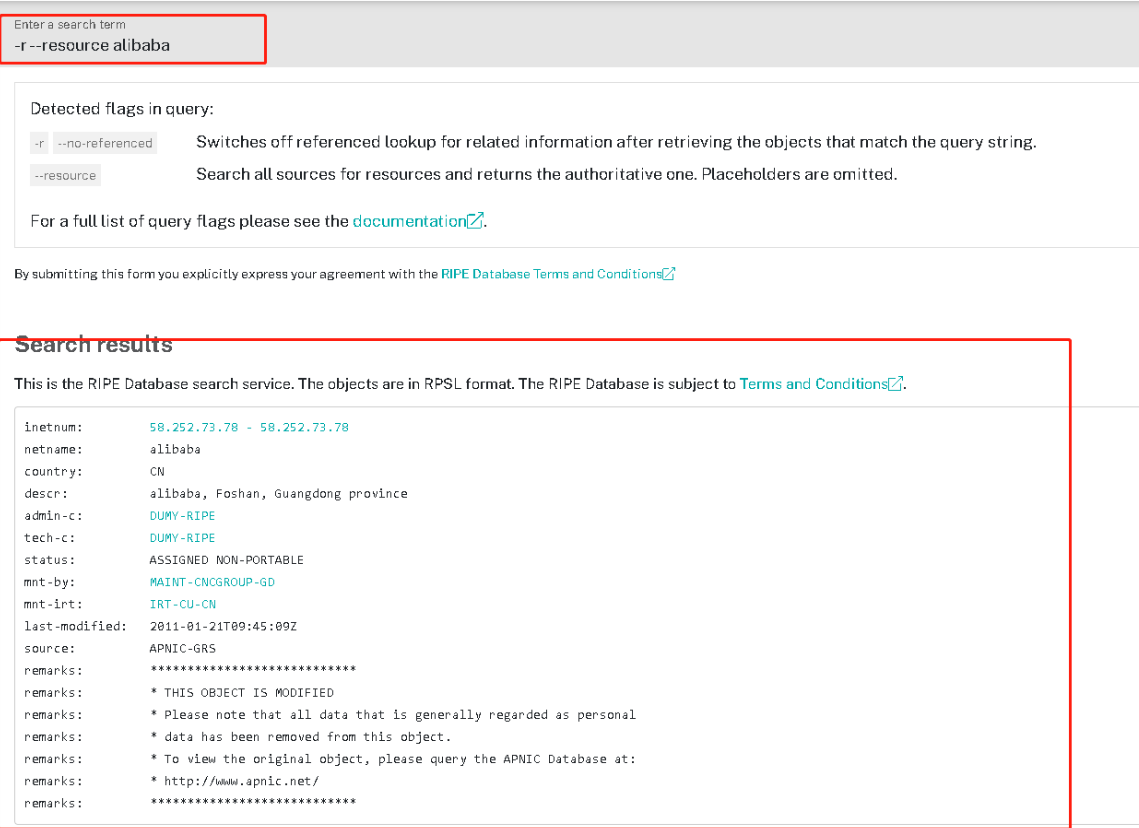 Enter a search term
-r --resource alibaba
Detected flags in query:
-r --no-referenced Switches off referenced lookup for related information after retrieving the objects that match the query string.
--resource Search all sources for resources and returns the authoritative one. Placeholders are omitted.
For a full list of query flags please see the documentation.
By submitting this form you explicitly express your agreement with the RIPE Database Terms and Conditions
Search results
This is the RIPE Database search service. The objects are in RPSL format. The RIPE Database is subject to Terms and Conditions.
inetnum: 58.252.73.78 - 58.252.73.78
netname: alibaba
country: CN
descr: alibaba, Foshan, Guangdong province
admin-c: DUMY-RIPE
tech-c: DUMY-RIPE
status: ASSIGNED NON-PORTABLE
mnt-by: MAINT-CNCGROUP-GD
mnt-irt: IRT-CU-CN
last-modified: 2011-01-21T09:45:09Z
source: APNIC-GRS
remarks: ****************************
remarks: * THIS OBJECT IS MODIFIED
remarks: * Please note that all data that is generally regarded as personal
remarks: * data has been removed from this object.
remarks: * To view the original object, please query the APNIC Database at:
remarks: * http://www.apnic.net/
remarks: ****************************